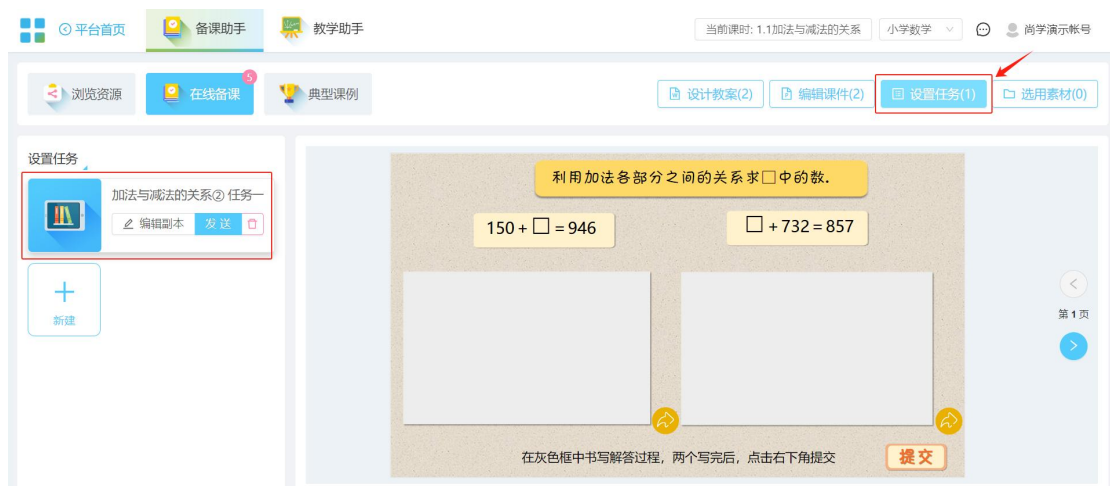 平台首页 备课助手 教学助手 当前课时: 1.1加法与减法的关系 小学数学 尚学演示帐号
浏览资源 在线备课 5 典型课例 设计教案(2) 编辑课件(2) 设置任务(1) 选用素材(0)
设置任务
加法与减法的关系② 任务一
编辑副本 发送
新建
利用加法各部分之间的关系求□中的数.
150 + □ = 946 □ + 732 = 857
第 1 页
在灰色框中书写解答过程，两个写完后，点击右下角提交 提交